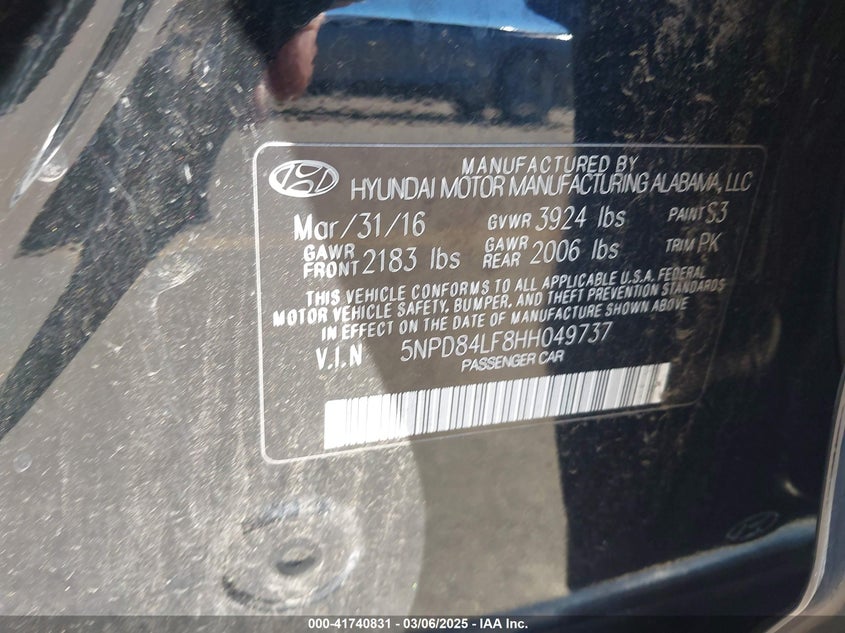 MANUFACTURED BY
HYUNDAI MOTOR MANUFACTURING ALABAMA, LLC
Mar/31/16 GVWR 3924 lbs PAINT S3
GAWR FRONT 2183 lbs GAWR REAR 2006 lbs TRIM PK
THIS VEHICLE CONFORMS TO ALL APPLICABLE U.S.A. FEDERAL
MOTOR VEHICLE SAFETY, BUMPER, AND THEFT PREVENTION STANDARDS
IN EFFECT ON THE DATE OF MANUFACTURE SHOWN ABOVE
V.I.N 5NPD84LF8HH049737
PASSENGER CAR
000-41740831 - 03/06/2025 - © IAA Inc.